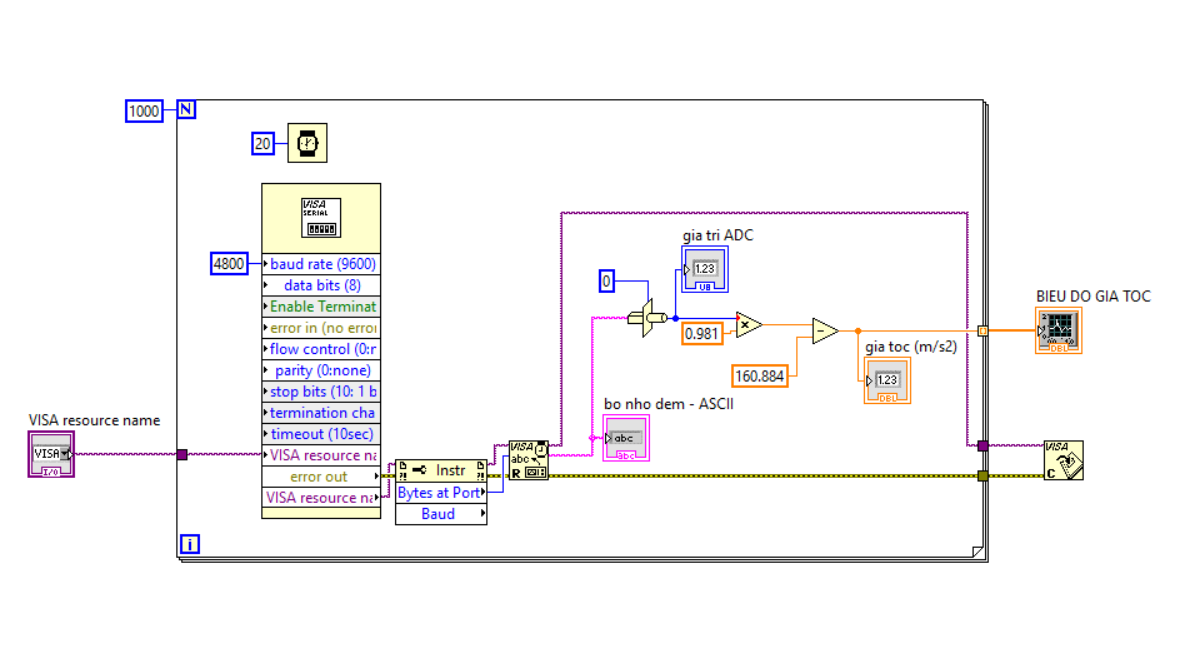 1000
N
20
VISA
SERIAL
4800
baud rate (9600)
data bits (8)
Enable Terminat
error in (no error
flow control (0:r
parity (0:none)
stop bits (10: 1 b
termination cha
timeout (10sec)
VISA resource na
error out
VISA resource na
VISA resource name
VISA
I/O
Instr
Bytes at Port
Baud
VISA
abc
R
gia tri ADC
1.23
U8
0
0.981
x
160.884
-
gia toc (m/s2)
1.23
DBL
bo nho dem - ASCII
abc
abc
BIEU DO GIA TOC
DBL
VISA
C
i